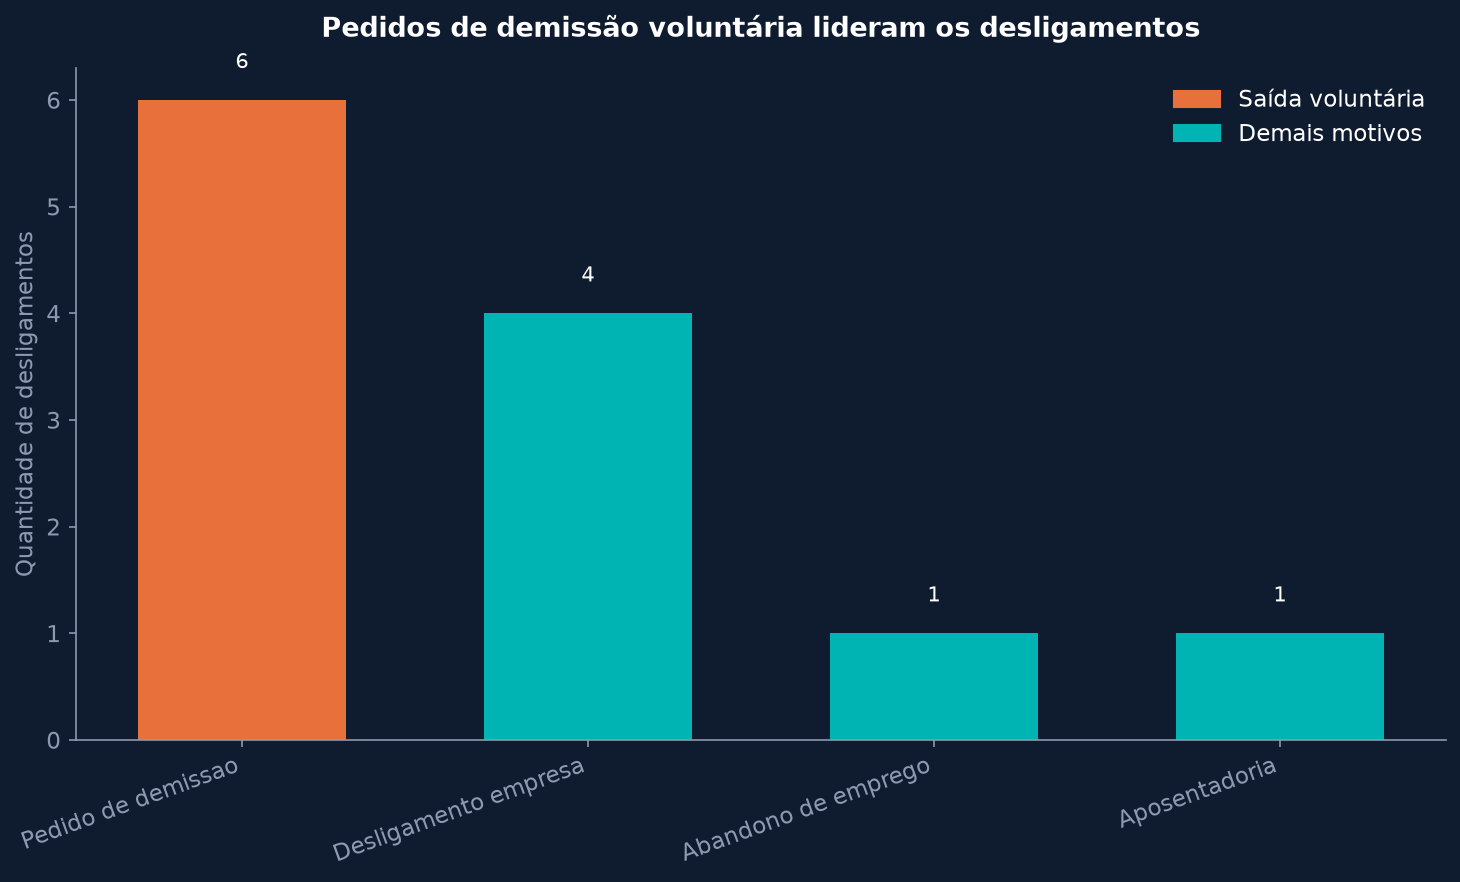 Pedidos de demissão voluntária lideram os desligamentos
6
Saída voluntária
Demais motivos
4
1
1
Quantidade de desligamentos
6
5
4
3
2
1
0
Pedido de demissao
Desligamento empresa
Abandono de emprego
Aposentadoria